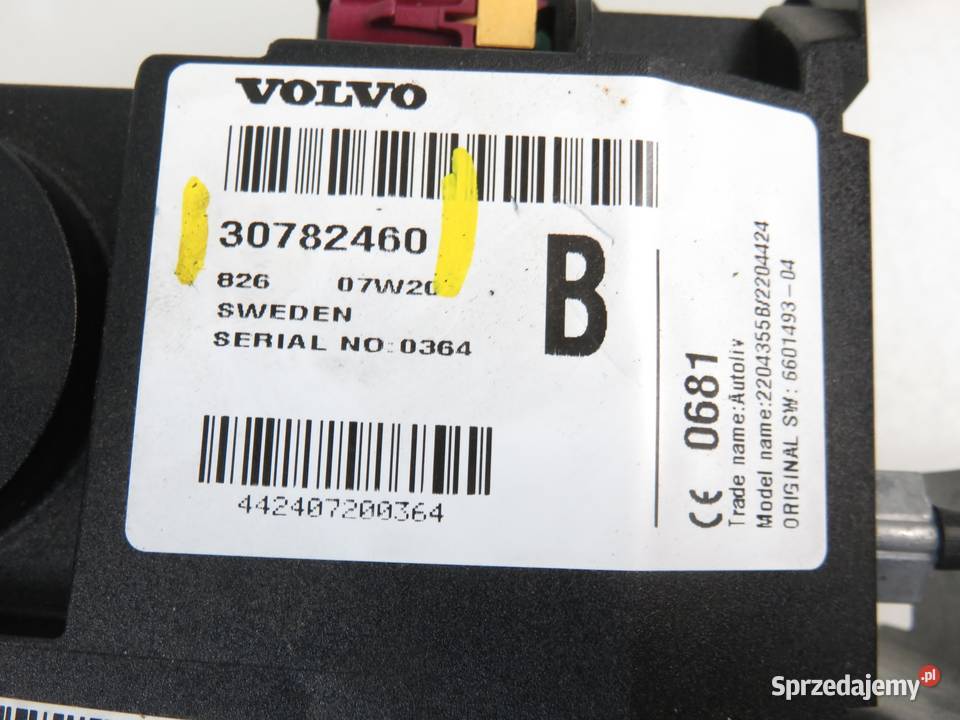 VOLVO
30782460
826 07W20
SWEDEN
SERIAL NO:0364
B
442407200364
CE 0681
Trade name:Autoliv
Model name:2204355B/2204424
ORIGINAL SW: 6601493-04
Sprzedajemy.pl